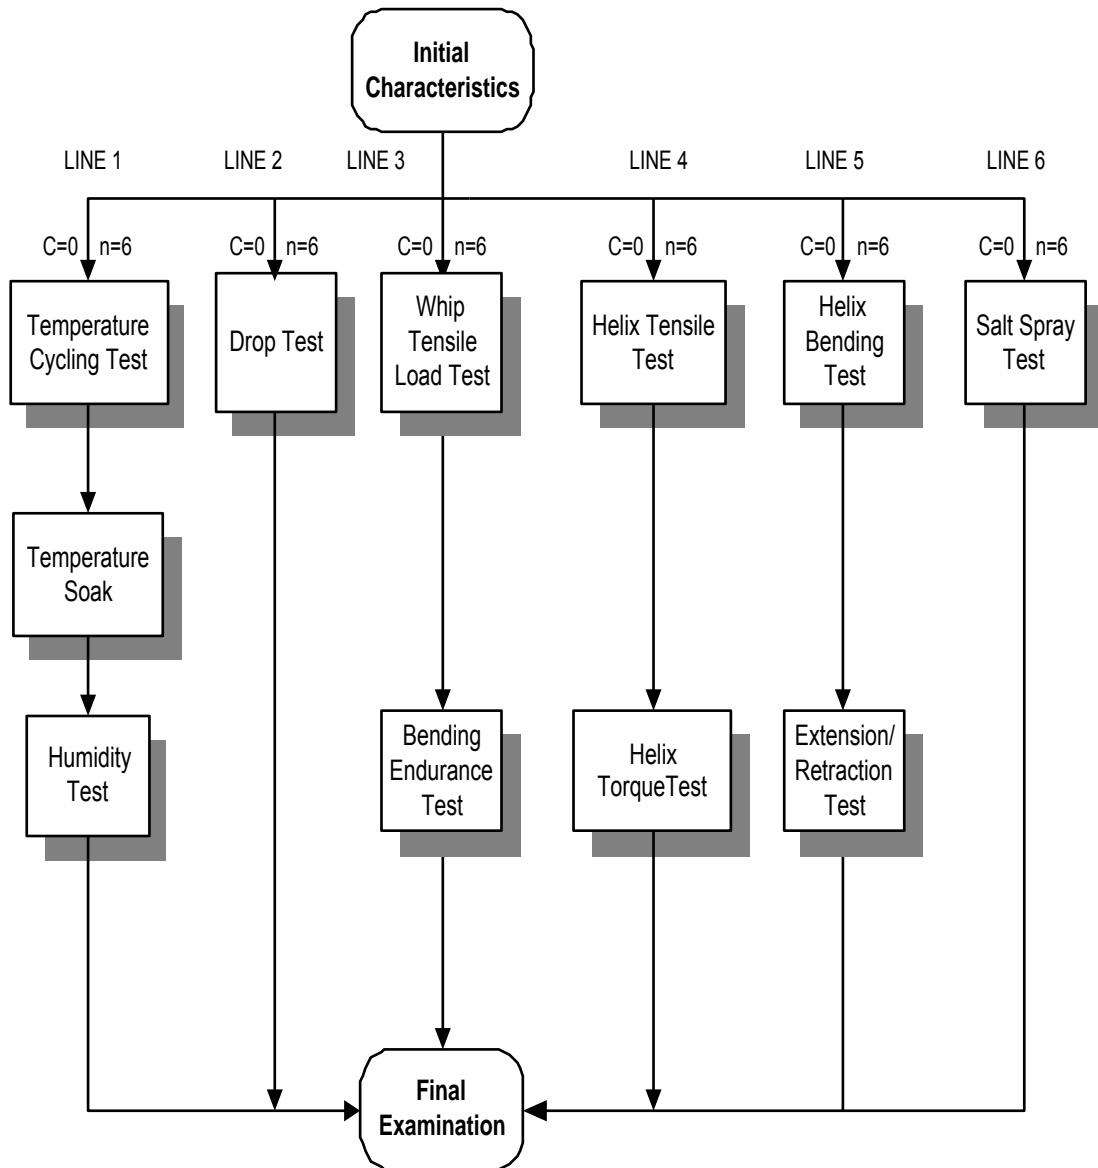 Initial
Characteristics
LINE 1
LINE 2
LINE 3
LINE 4
LINE 5
LINE 6
C=0 n=6
C=0 n=6
C=0 n=6
C=0 n=6
C=0 n=6
C=0 n=6
Temperature
Cycling Test
Drop Test
Whip
Tensile
Load Test
Helix Tensile
Test
Helix
Bending
Test
Salt Spray
Test
Temperature
Soak
Humidity
Test
Bending
Endurance
Test
Helix
TorqueTest
Extension/
Retraction
Test
Final
Examination